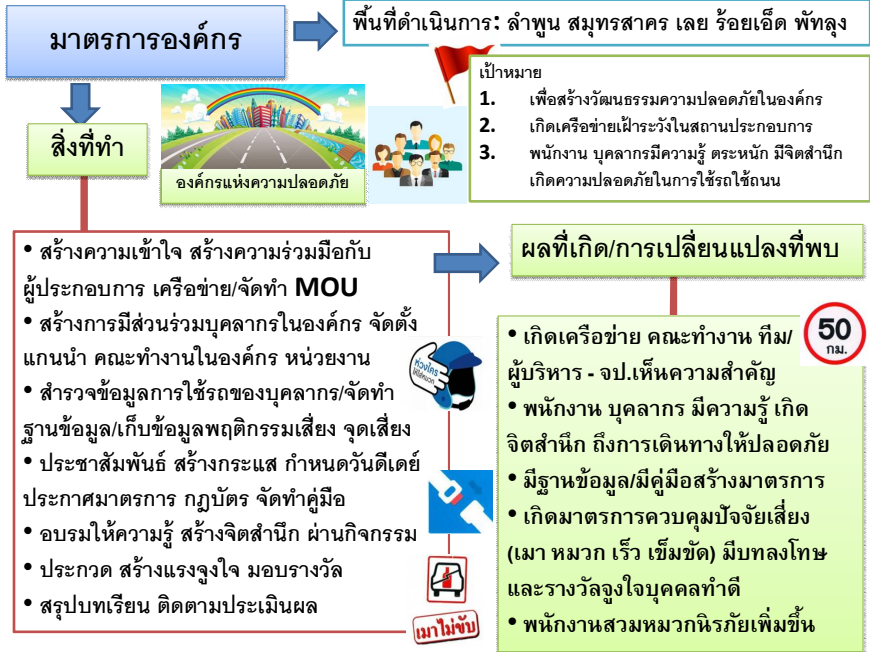 มาตรการองค์กร
พื้นที่ดำเนินการ: ลำพูน สมุทรสาคร เลย ร้อยเอ็ด พัทลุง
เป้าหมาย
1. เพื่อสร้างวัฒนธรรมความปลอดภัยในองค์กร
2. เกิดเครือข่ายเฝ้าระวังในสถานประกอบการ
3. พนักงาน บุคลากรมีความรู้ ตระหนัก มีจิตสำนึก
เกิดความปลอดภัยในการใช้รถใช้ถนน
องค์กรแห่งความปลอดภัย
สิ่งที่ทำ
• สร้างความเข้าใจ สร้างความร่วมมือกับ
ผู้ประกอบการ เครือข่าย/จัดทำ MOU
• สร้างการมีส่วนร่วมบุคลากรในองค์กร จัดตั้ง
แกนนำ คณะทำงานในองค์กร หน่วยงาน
• สำรวจข้อมูลการใช้รถของบุคลากร/จัดทำ
ฐานข้อมูล/เก็บข้อมูลพฤติกรรมเสี่ยง จุดเสี่ยง
• ประชาสัมพันธ์ สร้างกระแส กำหนดวันดีเดย์
ประกาศมาตรการ กฎบัตร จัดทำคู่มือ
• อบรมให้ความรู้ สร้างจิตสำนึก ผ่านกิจกรรม
• ประกวด สร้างแรงจูงใจ มอบรางวัล
• สรุปบทเรียน ติดตามประเมินผล
ห่วงใคร
ให้ใส่หมวก
เมาไม่ขับ
ผลที่เกิด/การเปลี่ยนแปลงที่พบ
50
กม.
• เกิดเครือข่าย คณะทำงาน ทีม/
ผู้บริหาร - จป.เห็นความสำคัญ
• พนักงาน บุคลากร มีความรู้ เกิด
จิตสำนึก ถึงการเดินทางให้ปลอดภัย
• มีฐานข้อมูล/มีคู่มือสร้างมาตรการ
• เกิดมาตรการควบคุมปัจจัยเสี่ยง
(เมา หมวก เร็ว เข็มขัด) มีบทลงโทษ
และรางวัลจูงใจบุคคลทำดี
• พนักงานสวมหมวกนิรภัยเพิ่มขึ้น